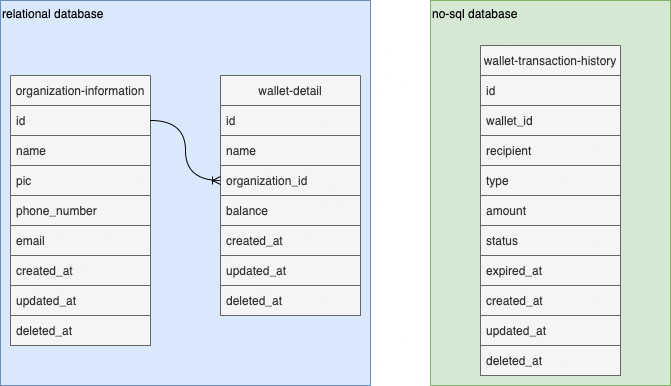 relational database
organization-information
id
name
pic
phone_number
email
created_at
updated_at
deleted_at
wallet-detail
id
name
organization_id
balance
created_at
updated_at
deleted_at
no-sql database
wallet-transaction-history
id
wallet_id
recipient
type
amount
status
expired_at
created_at
updated_at
deleted_at